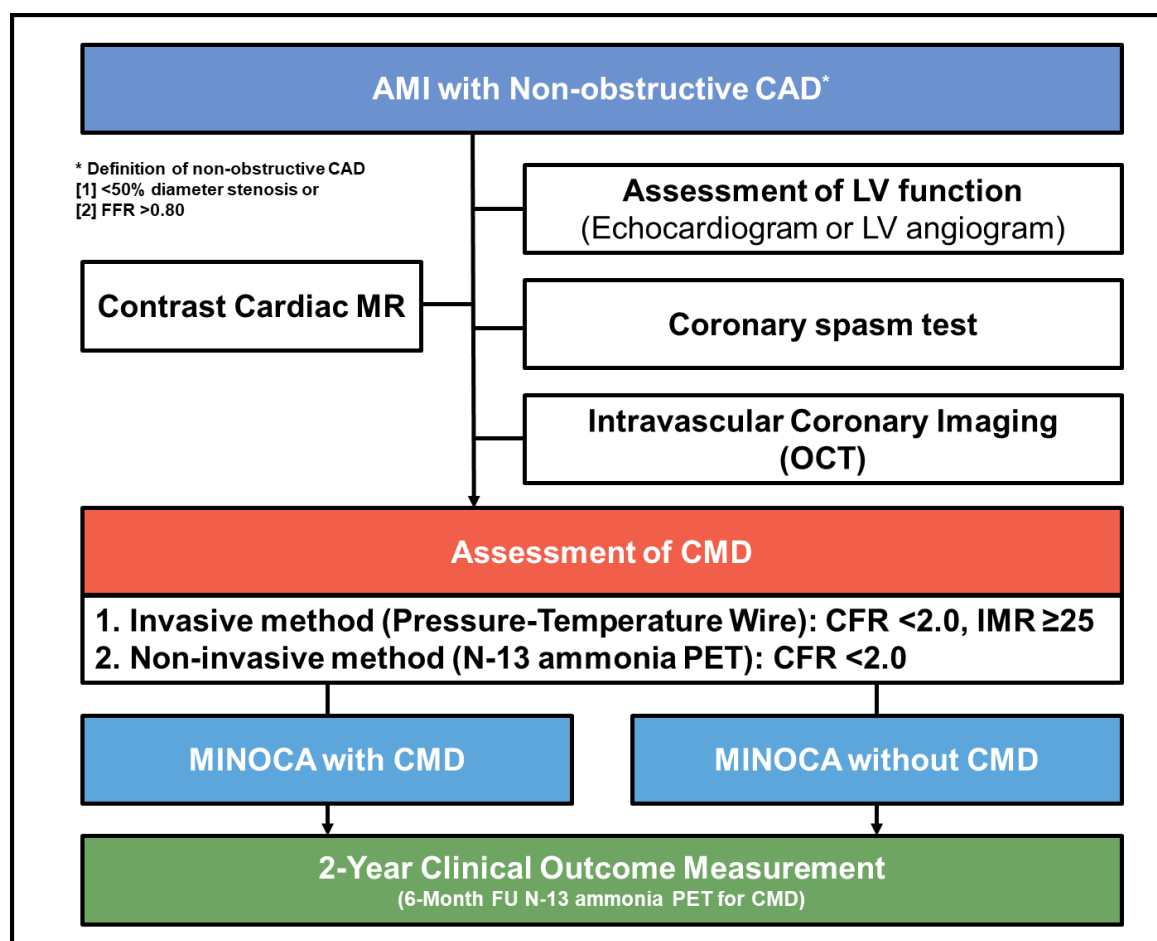 AMI with Non-obstructive CAD*
* Definition of non-obstructive CAD
[1] <50% diameter stenosis or
[2] FFR >0.80
Assessment of LV function
(Echocardiogram or LV angiogram)
Contrast Cardiac MR
Coronary spasm test
Intravascular Coronary Imaging
(OCT)
Assessment of CMD
1. Invasive method (Pressure-Temperature Wire): CFR <2.0, IMR ≥25
2. Non-invasive method (N-13 ammonia PET): CFR <2.0
MINOCA with CMD
MINOCA without CMD
2-Year Clinical Outcome Measurement
(6-Month FU N-13 ammonia PET for CMD)